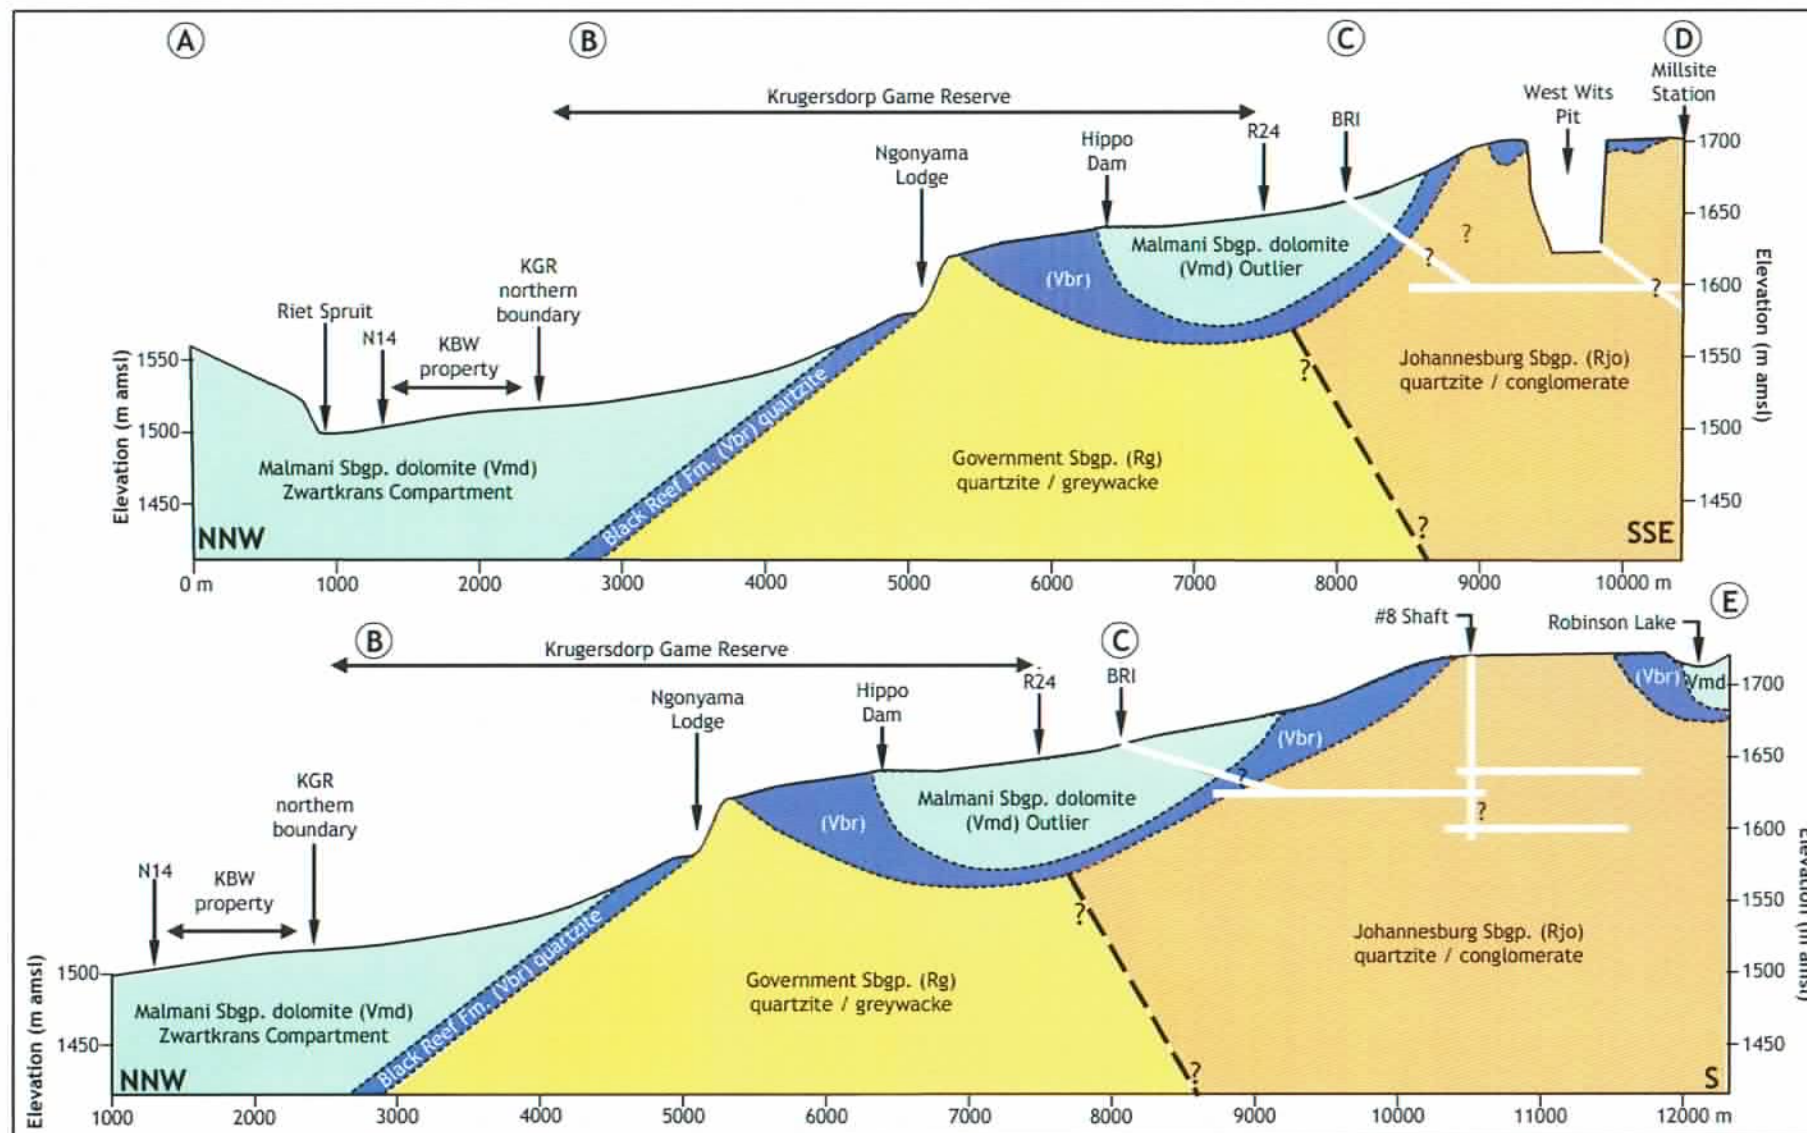 A
B
C
D
Krugersdorp Game Reserve
Millsite
Station
West Wits
Pit
BRI
R24
Hippo
Dam
Ngonyama
Lodge
KGR
northern
boundary
Riet Spruit
N14
KBW
property
1700
1650
1600
1550
1500
1450
Elevation (m amsl)
1550
1500
1450
Elevation (m amsl)
Malmani Sbgp. dolomite
(Vmd) Outlier
(Vbr)
?
?
?
?
?
Johannesburg Sbgp. (Rjo)
quartzite / conglomerate
Black Reef Fm. (Vbr) quartzite
Government Sbgp. (Rg)
quartzite / greywacke
Malmani Sbgp. dolomite (Vmd)
Zwartkrans Compartment
NNW
SSE
0 m
1000
2000
3000
4000
5000
6000
7000
8000
9000
10000 m
B
C
E
Krugersdorp Game Reserve
#8 Shaft
Robinson Lake
R24
BRI
Hippo
Dam
Ngonyama
Lodge
KGR
northern
boundary
N14
KBW
property
(Vbr)
Vmd
1700
1650
1600
1550
1500
1450
Elevation (m amsl)
1500
1450
Elevation (m amsl)
(Vbr)
?
?
?
?
Malmani Sbgp. dolomite
(Vmd) Outlier
(Vbr)
Johannesburg Sbgp. (Rjo)
quartzite / conglomerate
Black Reef Fm. (Vbr) quartzite
Government Sbgp. (Rg)
quartzite / greywacke
Malmani Sbgp. dolomite (Vmd)
Zwartkrans Compartment
NNW
S
1000
2000
3000
4000
5000
6000
7000
8000
9000
10000
11000
12000 m